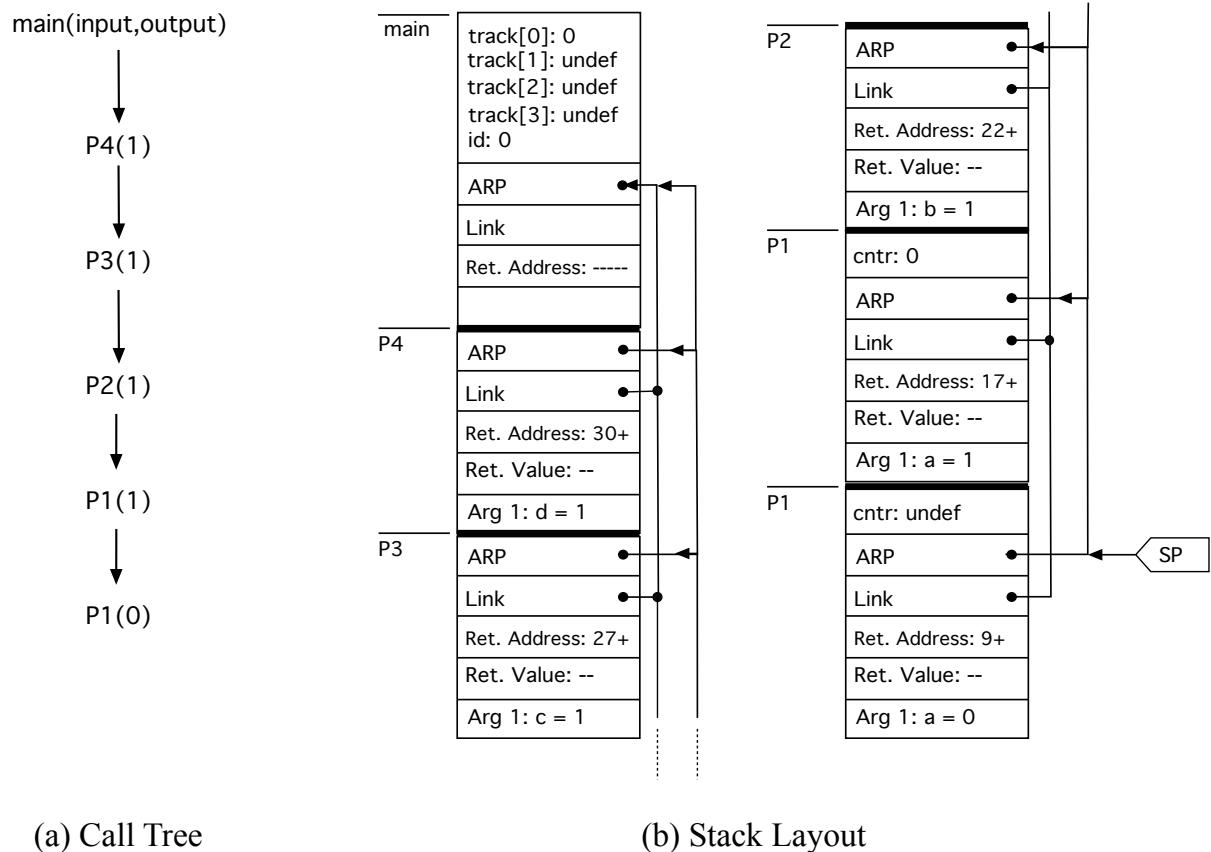 main(input,output)
P4(1)
P3(1)
P2(1)
P1(1)
P1(0)
main
track[0]: 0
track[1]: undef
track[2]: undef
track[3]: undef
id: 0
ARP
Link
Ret. Address: -----
P4
ARP
Link
Ret. Address: 30+
Ret. Value: --
Arg 1: d = 1
P3
ARP
Link
Ret. Address: 27+
Ret. Value: --
Arg 1: c = 1
P2
ARP
Link
Ret. Address: 22+
Ret. Value: --
Arg 1: b = 1
P1
cntr: 0
ARP
Link
Ret. Address: 17+
Ret. Value: --
Arg 1: a = 1
P1
cntr: undef
ARP
SP
Link
Ret. Address: 9+
Ret. Value: --
Arg 1: a = 0
(a) Call Tree
(b) Stack Layout